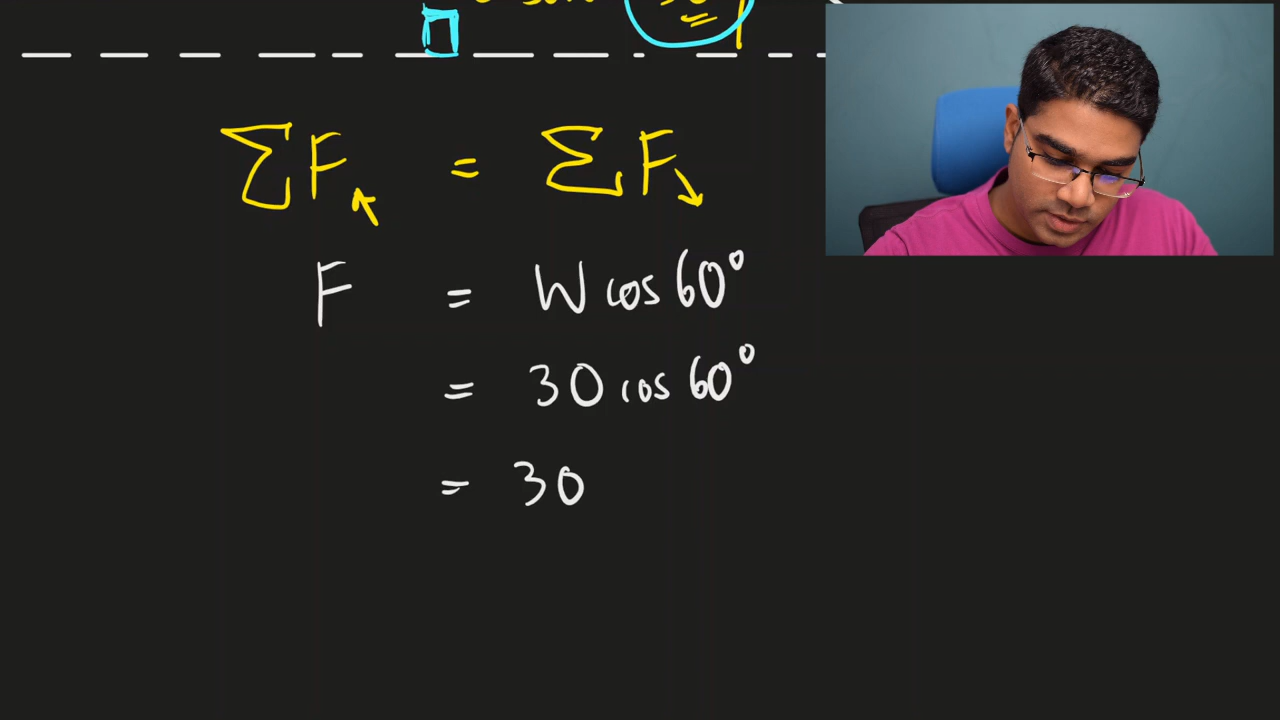 ΣF↖ = ΣF↘
F = W cos 60°
= 30 cos 60°
= 30